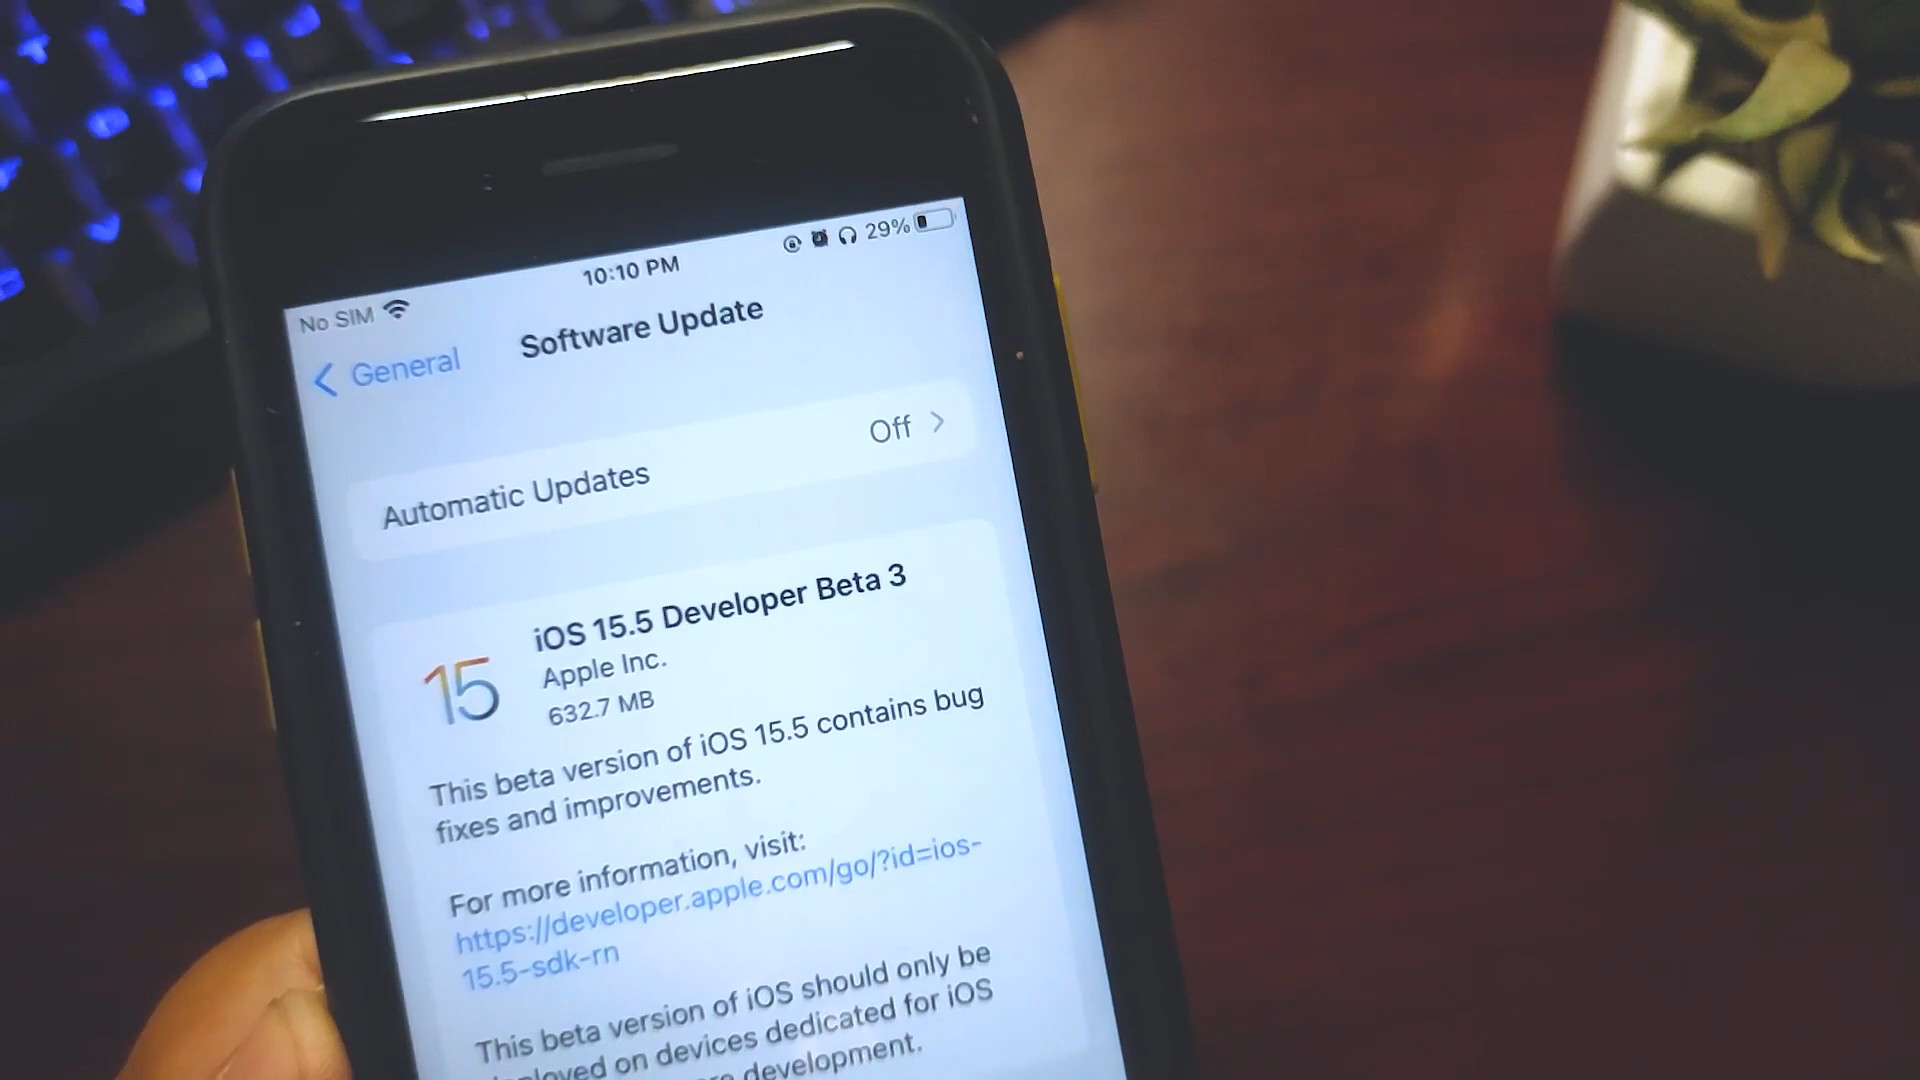 No SIM 10:10 PM 29%
General Software Update
Automatic Updates Off
15
iOS 15.5 Developer Beta 3
Apple Inc.
632.7 MB
This beta version of iOS 15.5 contains bug
fixes and improvements.
For more information, visit:
https://developer.apple.com/go/?id=ios-
15.5-sdk-rn
This beta version of iOS should only be
on devices dedicated for iOS
development.